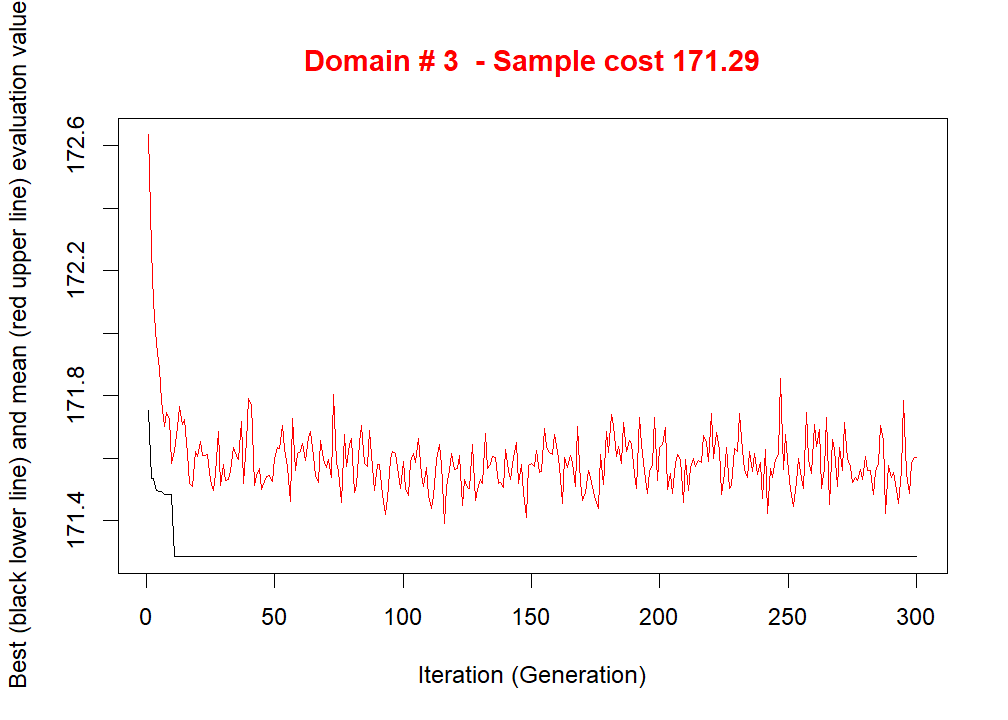 Domain # 3  - Sample cost 171.29
Best (black lower line) and mean (red upper line) evaluation value
172.6
172.2
171.8
171.4
0 50 100 150 200 250 300
Iteration (Generation)